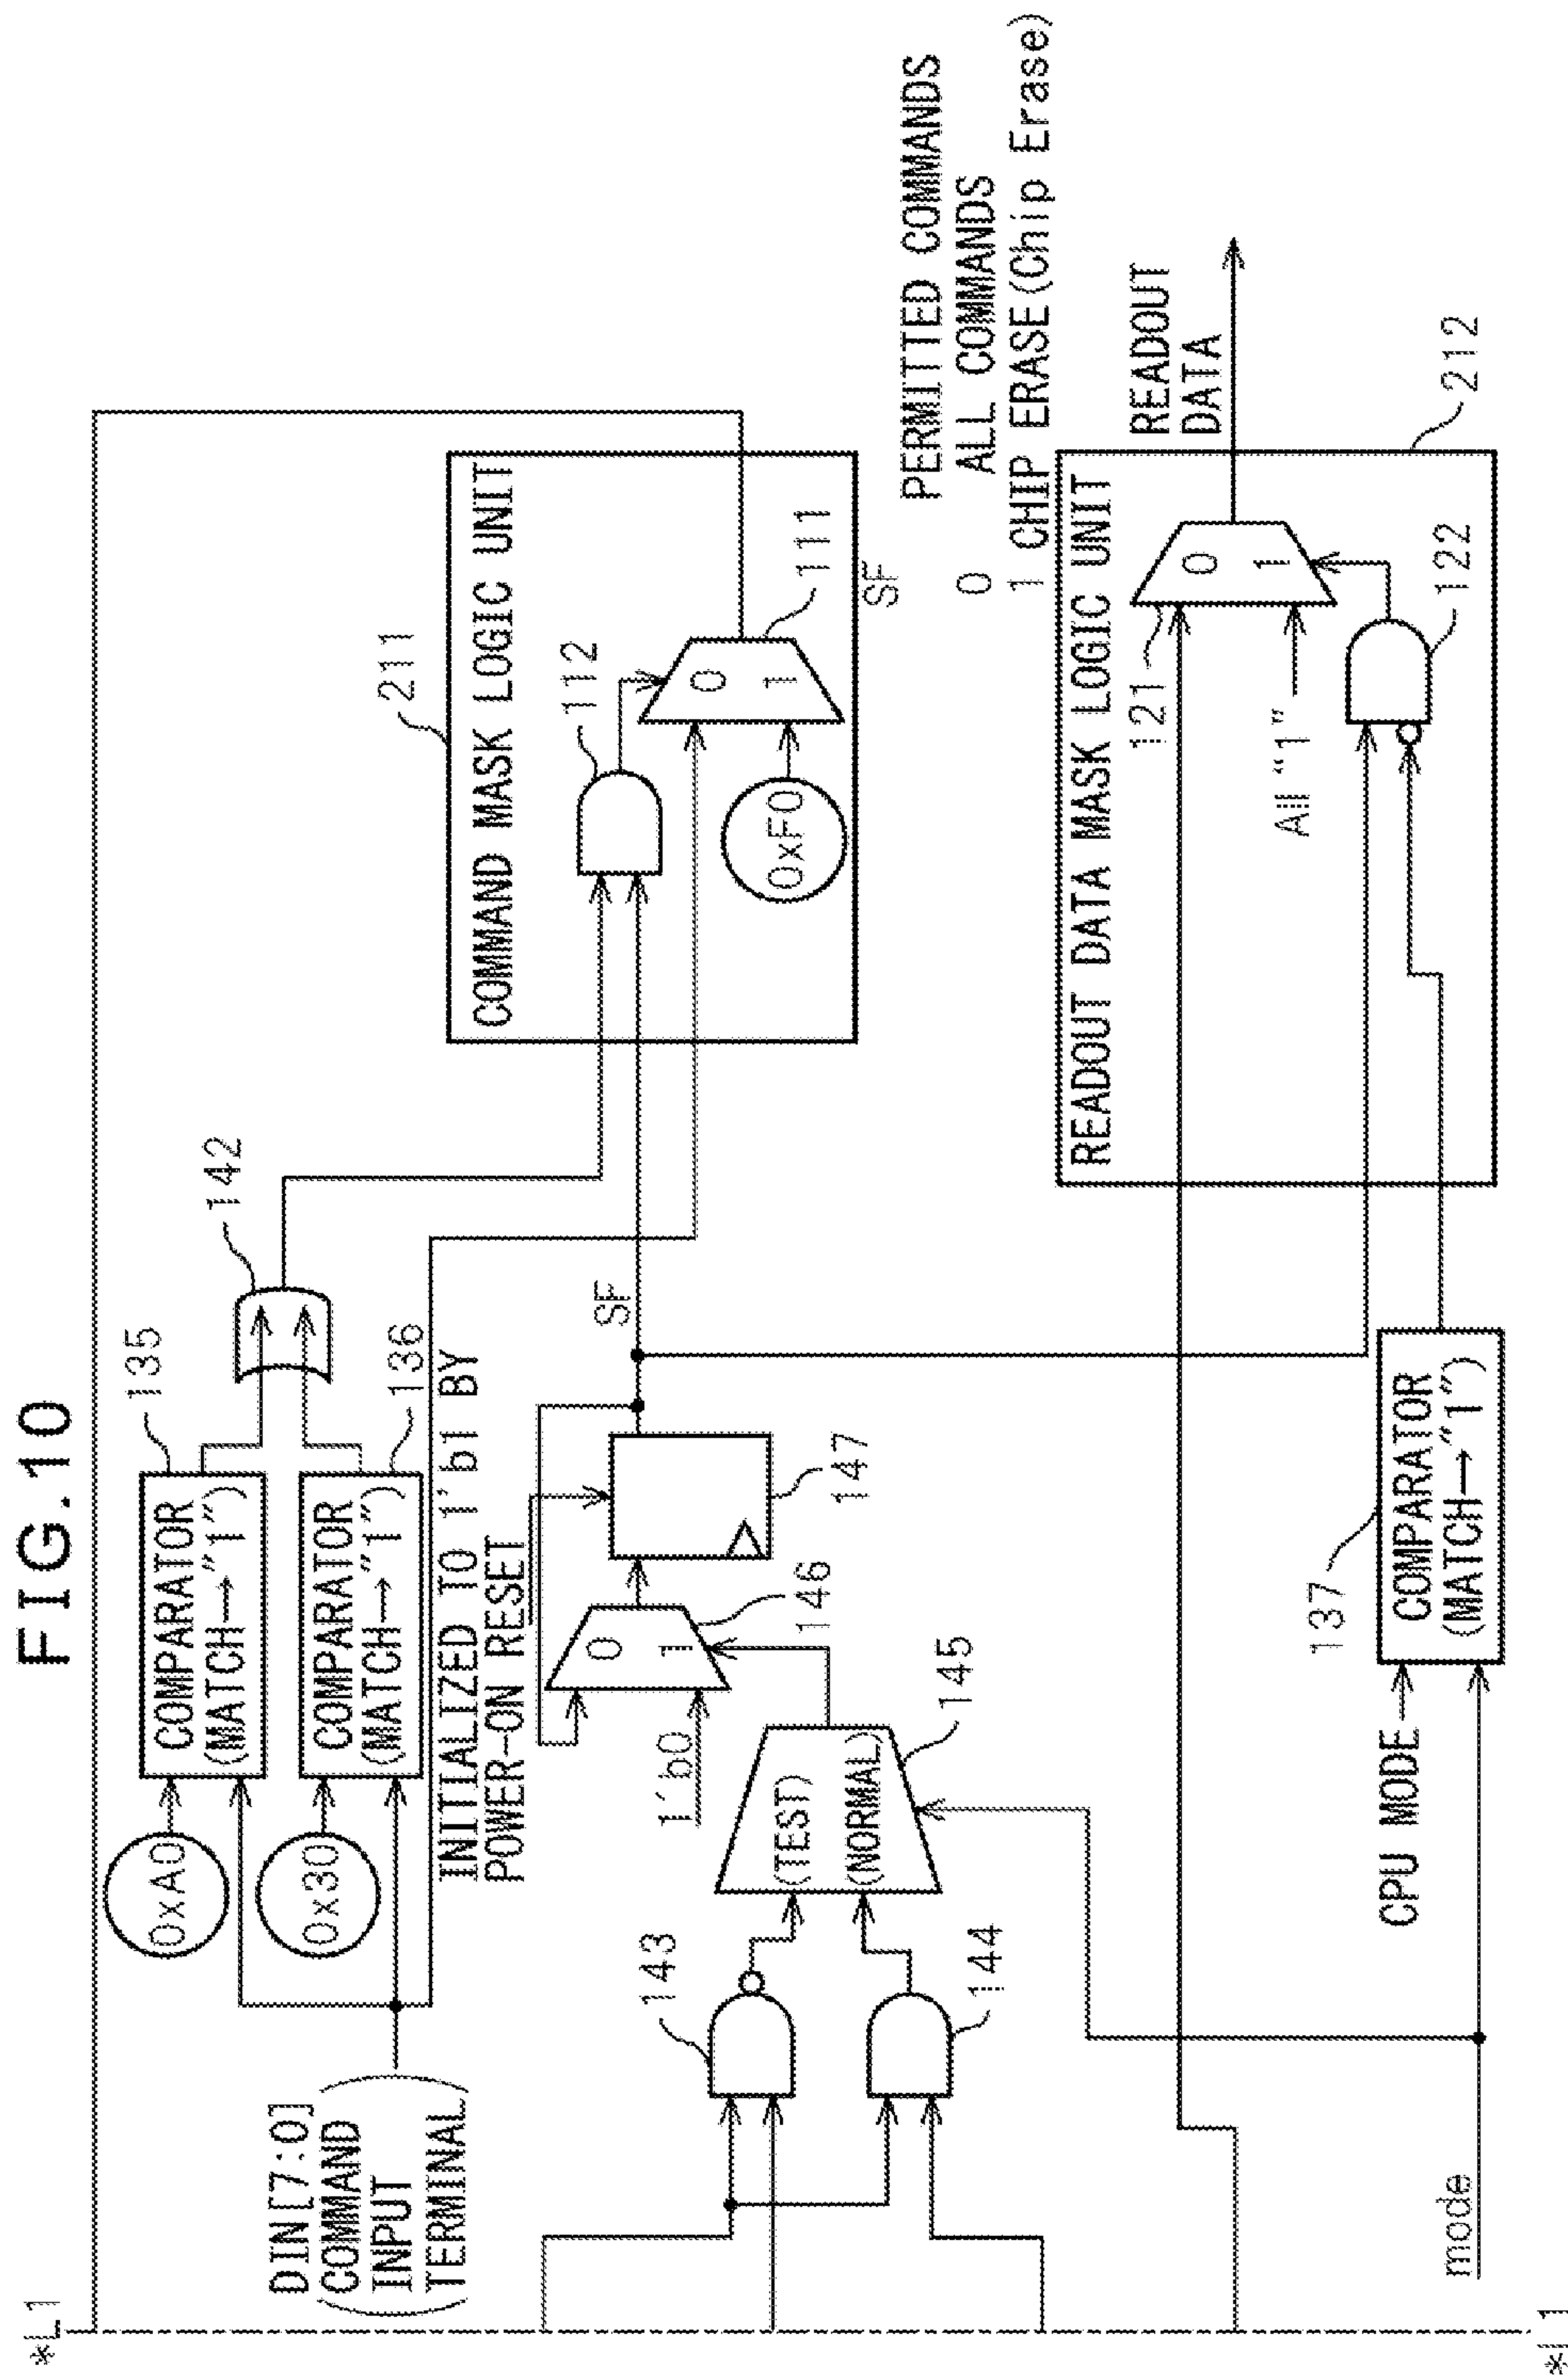 FIG.10
*L1
DIN[7:0]
COMMAND
INPUT
TERMINAL
0xA0
0x30
COMPARATOR
(MATCH→"1")
135
COMPARATOR
(MATCH→"1")
136
142
INITIALIZED TO 1'b1 BY
POWER-ON RESET
SF
211
COMMAND MASK LOGIC UNIT
112
0
1
111
0xF0
143
144
(TEST)
(NORMAL)
145
1'b0
0
1
146
147
SF
PERMITTED COMMANDS
0 ALL COMMANDS
1 CHIP ERASE(Chip Erase)
READOUT DATA MASK LOGIC UNIT
121
0
1
All "1"
122
READOUT
DATA
212
CPU MODE
137
COMPARATOR
(MATCH→"1")
mode
*L1